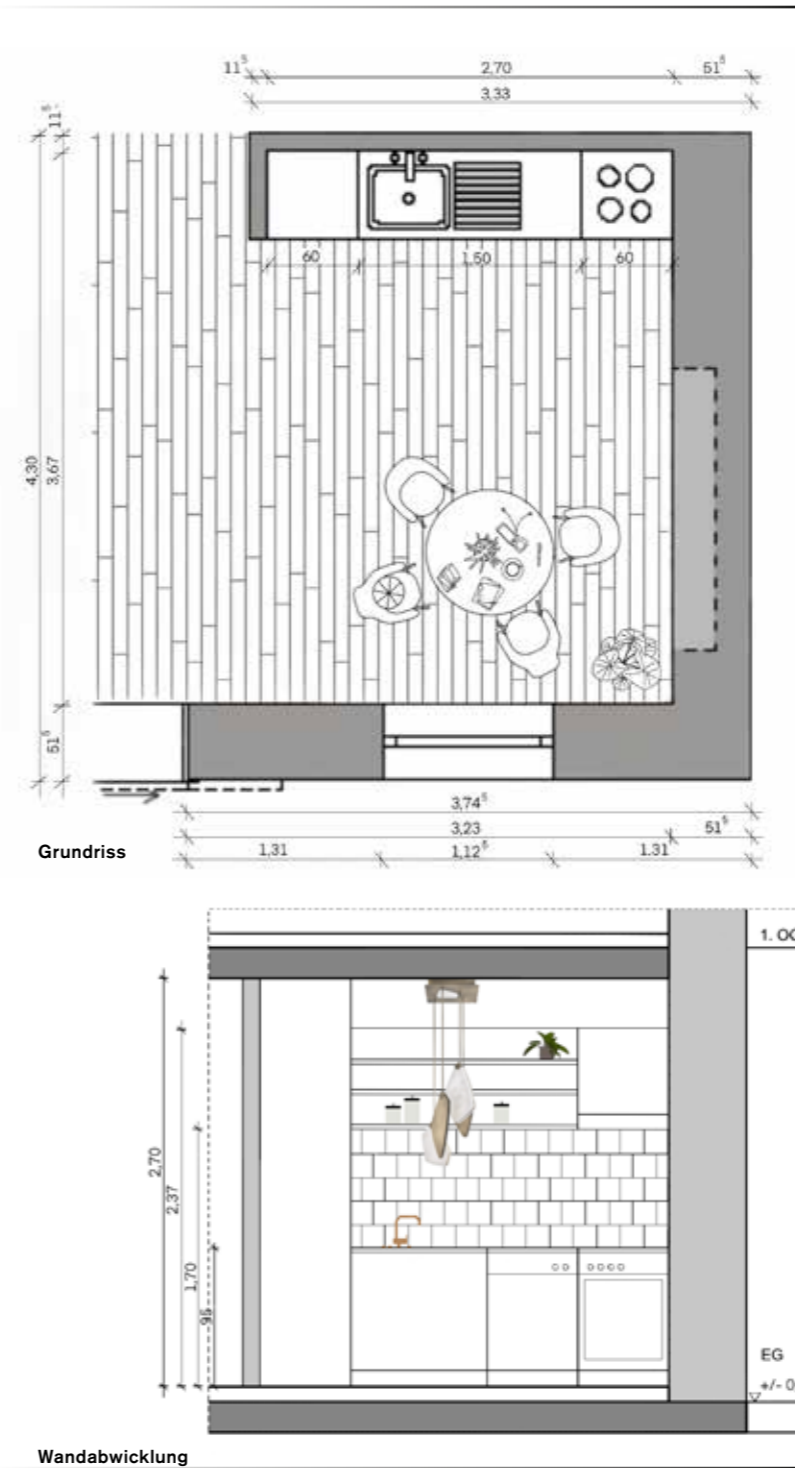 11⁵ 2,70 51⁵
3,33
11⁵
60 1,50 60
4,30
3,67
51⁵
3,74⁵
3,23 51⁵
1,31 1,12⁵ 1.31
Grundriss
1. OG
2,70
2,37
1,70
95
EG
+/- 0
Wandabwicklung